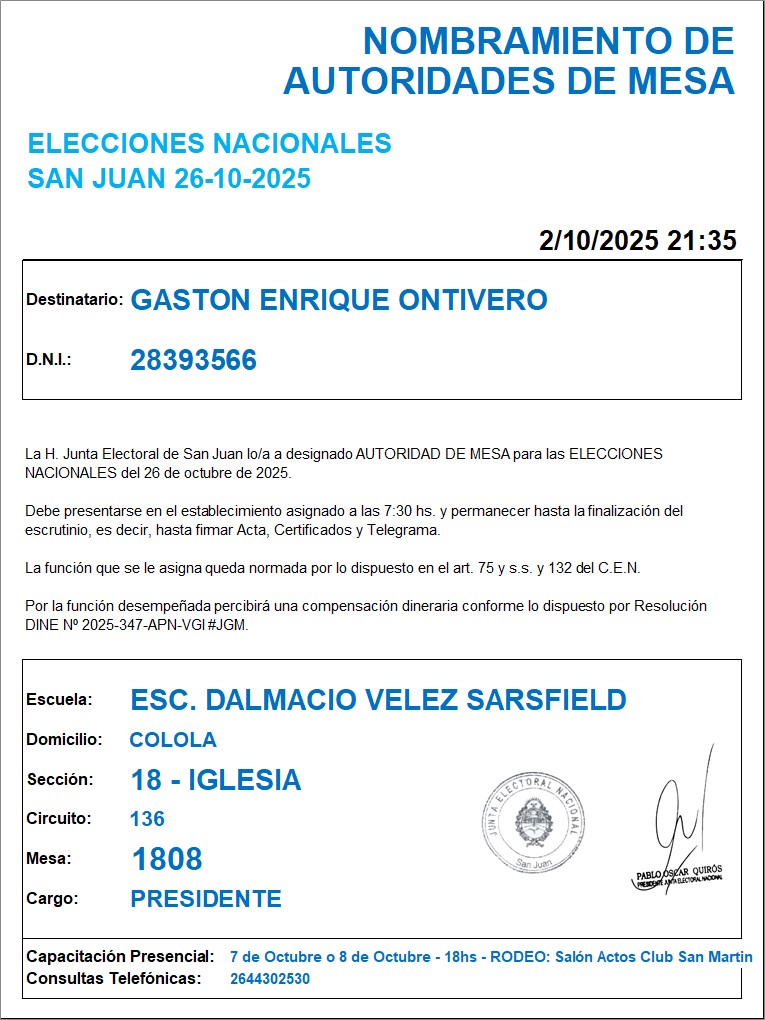 NOMBRAMIENTO DE
AUTORIDADES DE MESA
ELECCIONES NACIONALES
SAN JUAN 26-10-2025
2/10/2025 21:35
Destinatario: GASTON ENRIQUE ONTIVERO
D.N.I.: 28393566
La H. Junta Electoral de San Juan lo/a a designado AUTORIDAD DE MESA para las ELECCIONES
NACIONALES del 26 de octubre de 2025.
Debe presentarse en el establecimiento asignado a las 7:30 hs. y permanecer hasta la finalización del
escrutinio, es decir, hasta firmar Acta, Certificados y Telegrama.
La función que se le asigna queda normada por lo dispuesto en el art. 75 y s.s. y 132 del C.E.N.
Por la función desempeñada percibirá una compensación dineraria conforme lo dispuesto por Resolución
DINE Nº 2025-347-APN-VGI#JGM.
Escuela: ESC. DALMACIO VELEZ SARSFIELD
Domicilio: COLOLA
Sección: 18 - IGLESIA
Circuito: 136
Mesa: 1808
Cargo: PRESIDENTE
JUNTA ELECTORAL NACIONAL
San Juan
PABLO OSCAR QUIRÓS
PRESIDENTE JUNTA ELECTORAL NACIONAL
Capacitación Presencial: 7 de Octubre o 8 de Octubre - 18hs - RODEO: Salón Actos Club San Martin
Consultas Telefónicas: 2644302530